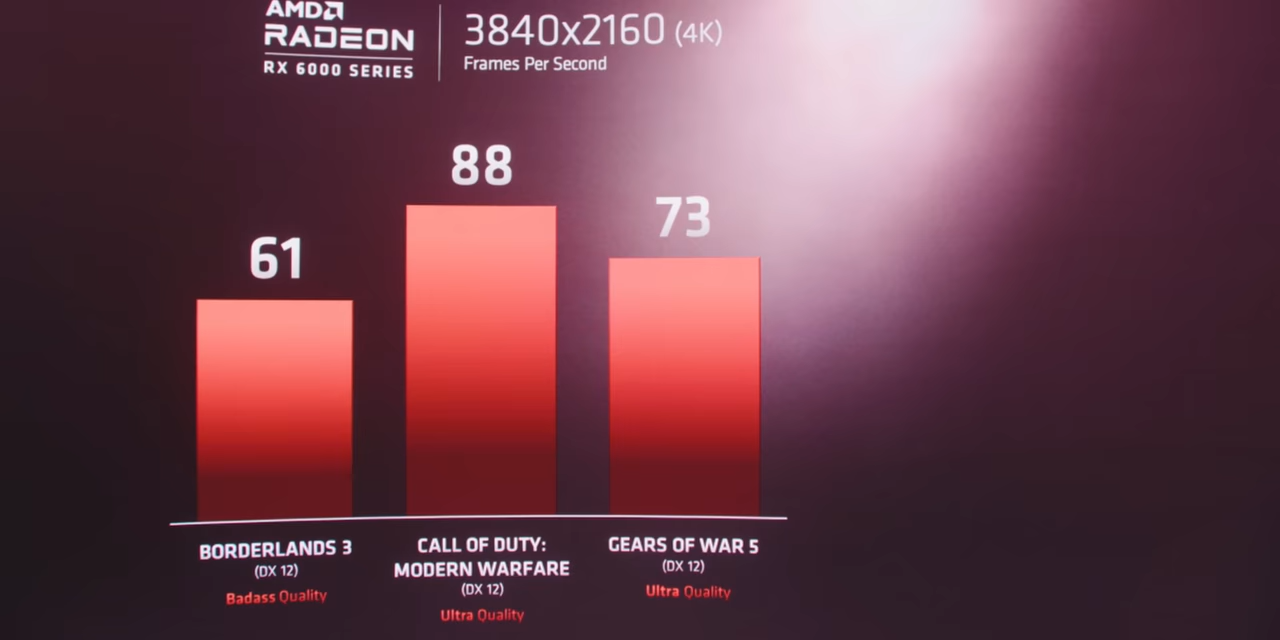 AMD
RADEON
RX 6000 SERIES
3840x2160 (4K)
Frames Per Second
88
73
61
BORDERLANDS 3
(DX 12)
Badass Quality
CALL OF DUTY:
MODERN WARFARE
(DX 12)
Ultra Quality
GEARS OF WAR 5
(DX 12)
Ultra Quality